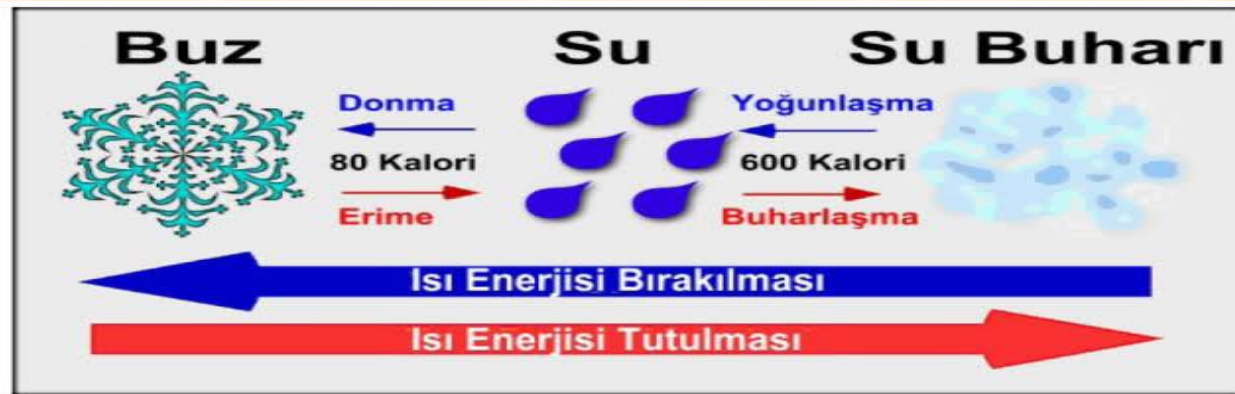 Buz Su Su Buharı
Donma Yoğunlaşma
80 Kalori 600 Kalori
Erime Buharlaşma
Isı Enerjisi Bırakılması
Isı Enerjisi Tutulması